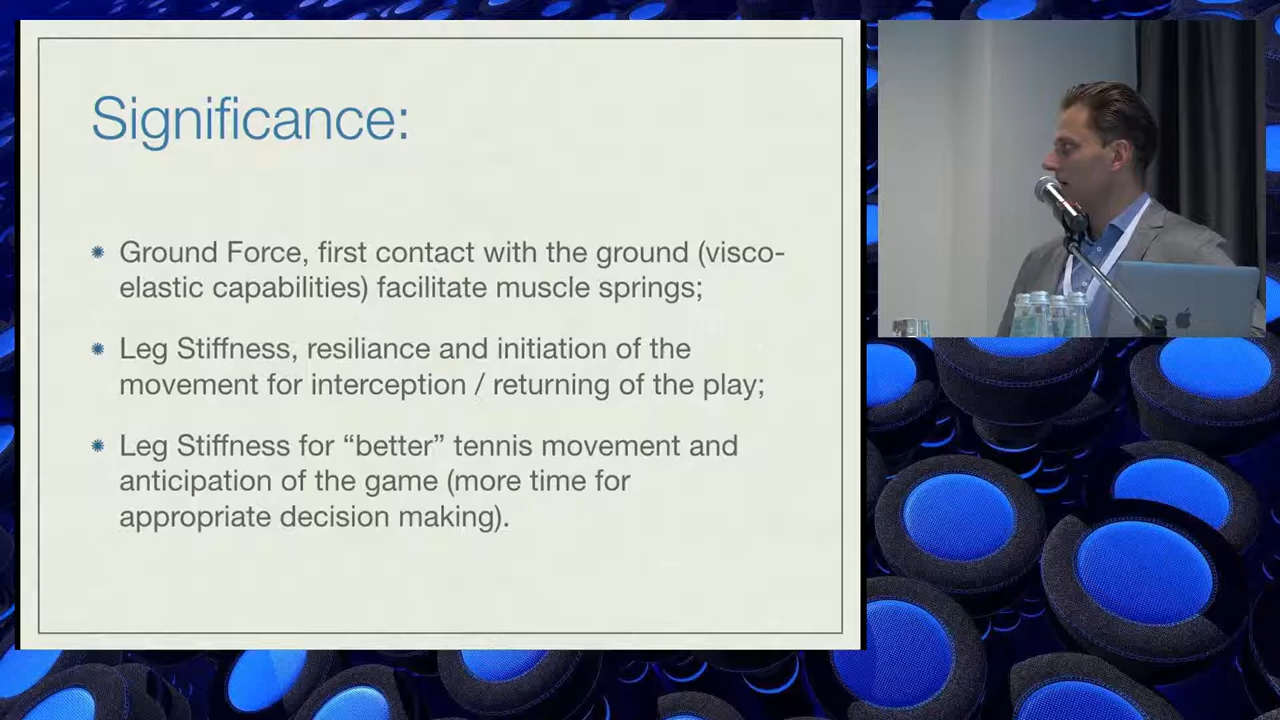 Significance:
Ground Force, first contact with the ground (visco-
elastic capabilities) facilitate muscle springs;
Leg Stiffness, resiliance and initiation of the
movement for interception / returning of the play;
Leg Stiffness for “better” tennis movement and
anticipation of the game (more time for
appropriate decision making).